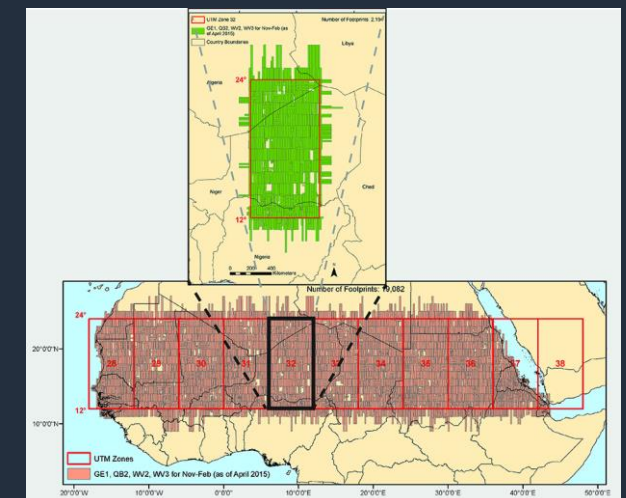 UTM Zone 32
Number of Footprints
GE1, QB2, WV2, WV3 for Nov-Feb (as
of April 2015)
Country Boundaries
Libya
Algeria
24°
Niger
Chad
12°
Nigeria
Kilometers
Number of Footprints: 19,082
24°
20°0'0"N
28 29 30 31 32 33 34 35 36 37 38
12°
10°0'0"N
UTM Zones
GE1, QB2, WV2, WV3 for Nov-Feb (as of April 2015)
20°0'0"W 10°0'0"W 0°0'0" 10°0'0"E 20°0'0"E 30°0'0"E 40°0'0"E 50°0'0"E